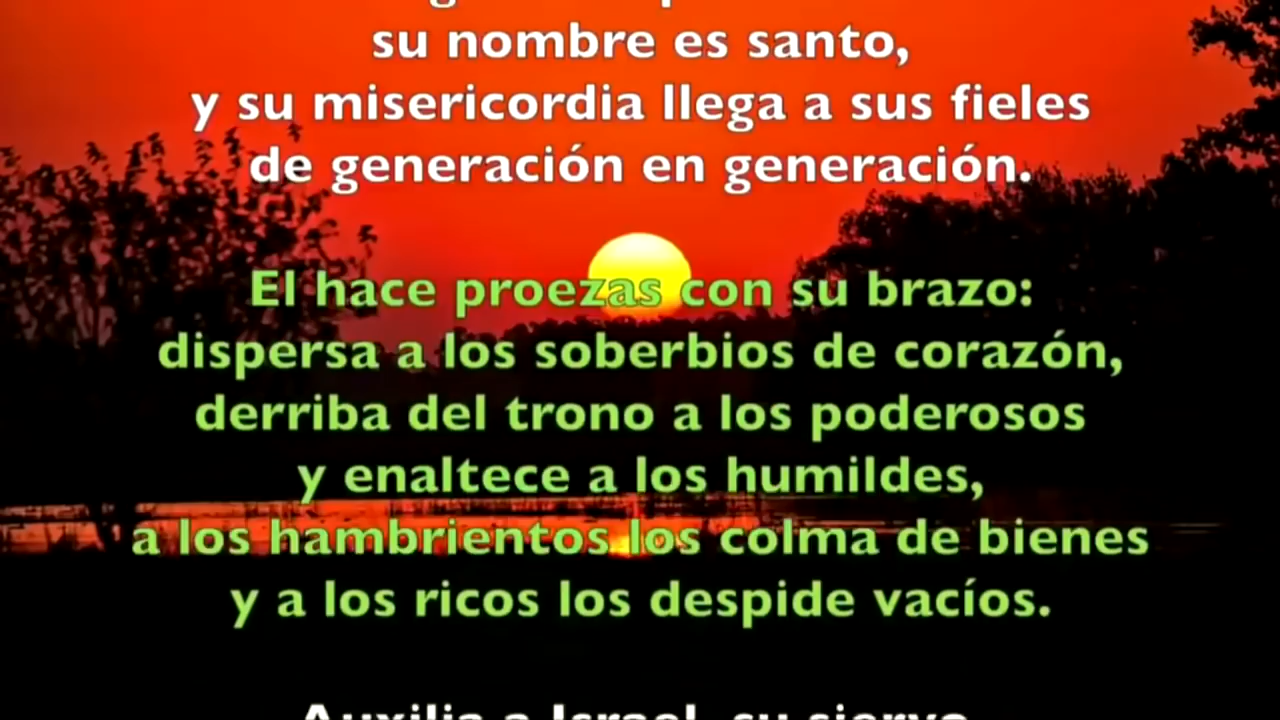 su nombre es santo,
y su misericordia llega a sus fieles
de generación en generación.
El hace proezas con su brazo:
dispersa a los soberbios de corazón,
derriba del trono a los poderosos
y enaltece a los humildes,
a los hambrientos los colma de bienes
y a los ricos los despide vacíos.
Auxilia a Israel, su siervo,